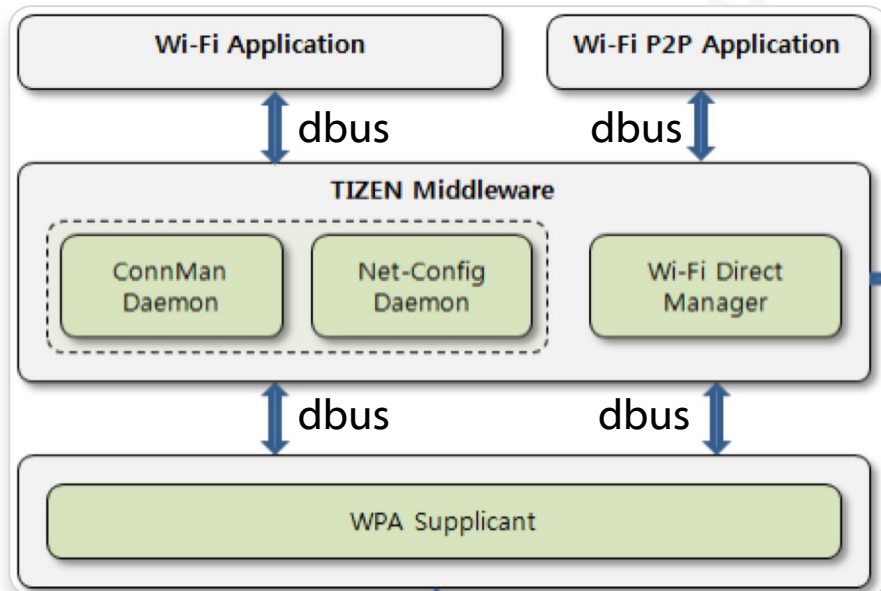 Wi-Fi Application
Wi-Fi P2P Application
dbus
dbus
TIZEN Middleware
ConnMan
Daemon
Net-Config
Daemon
Wi-Fi Direct
Manager
dbus
dbus
WPA Supplicant